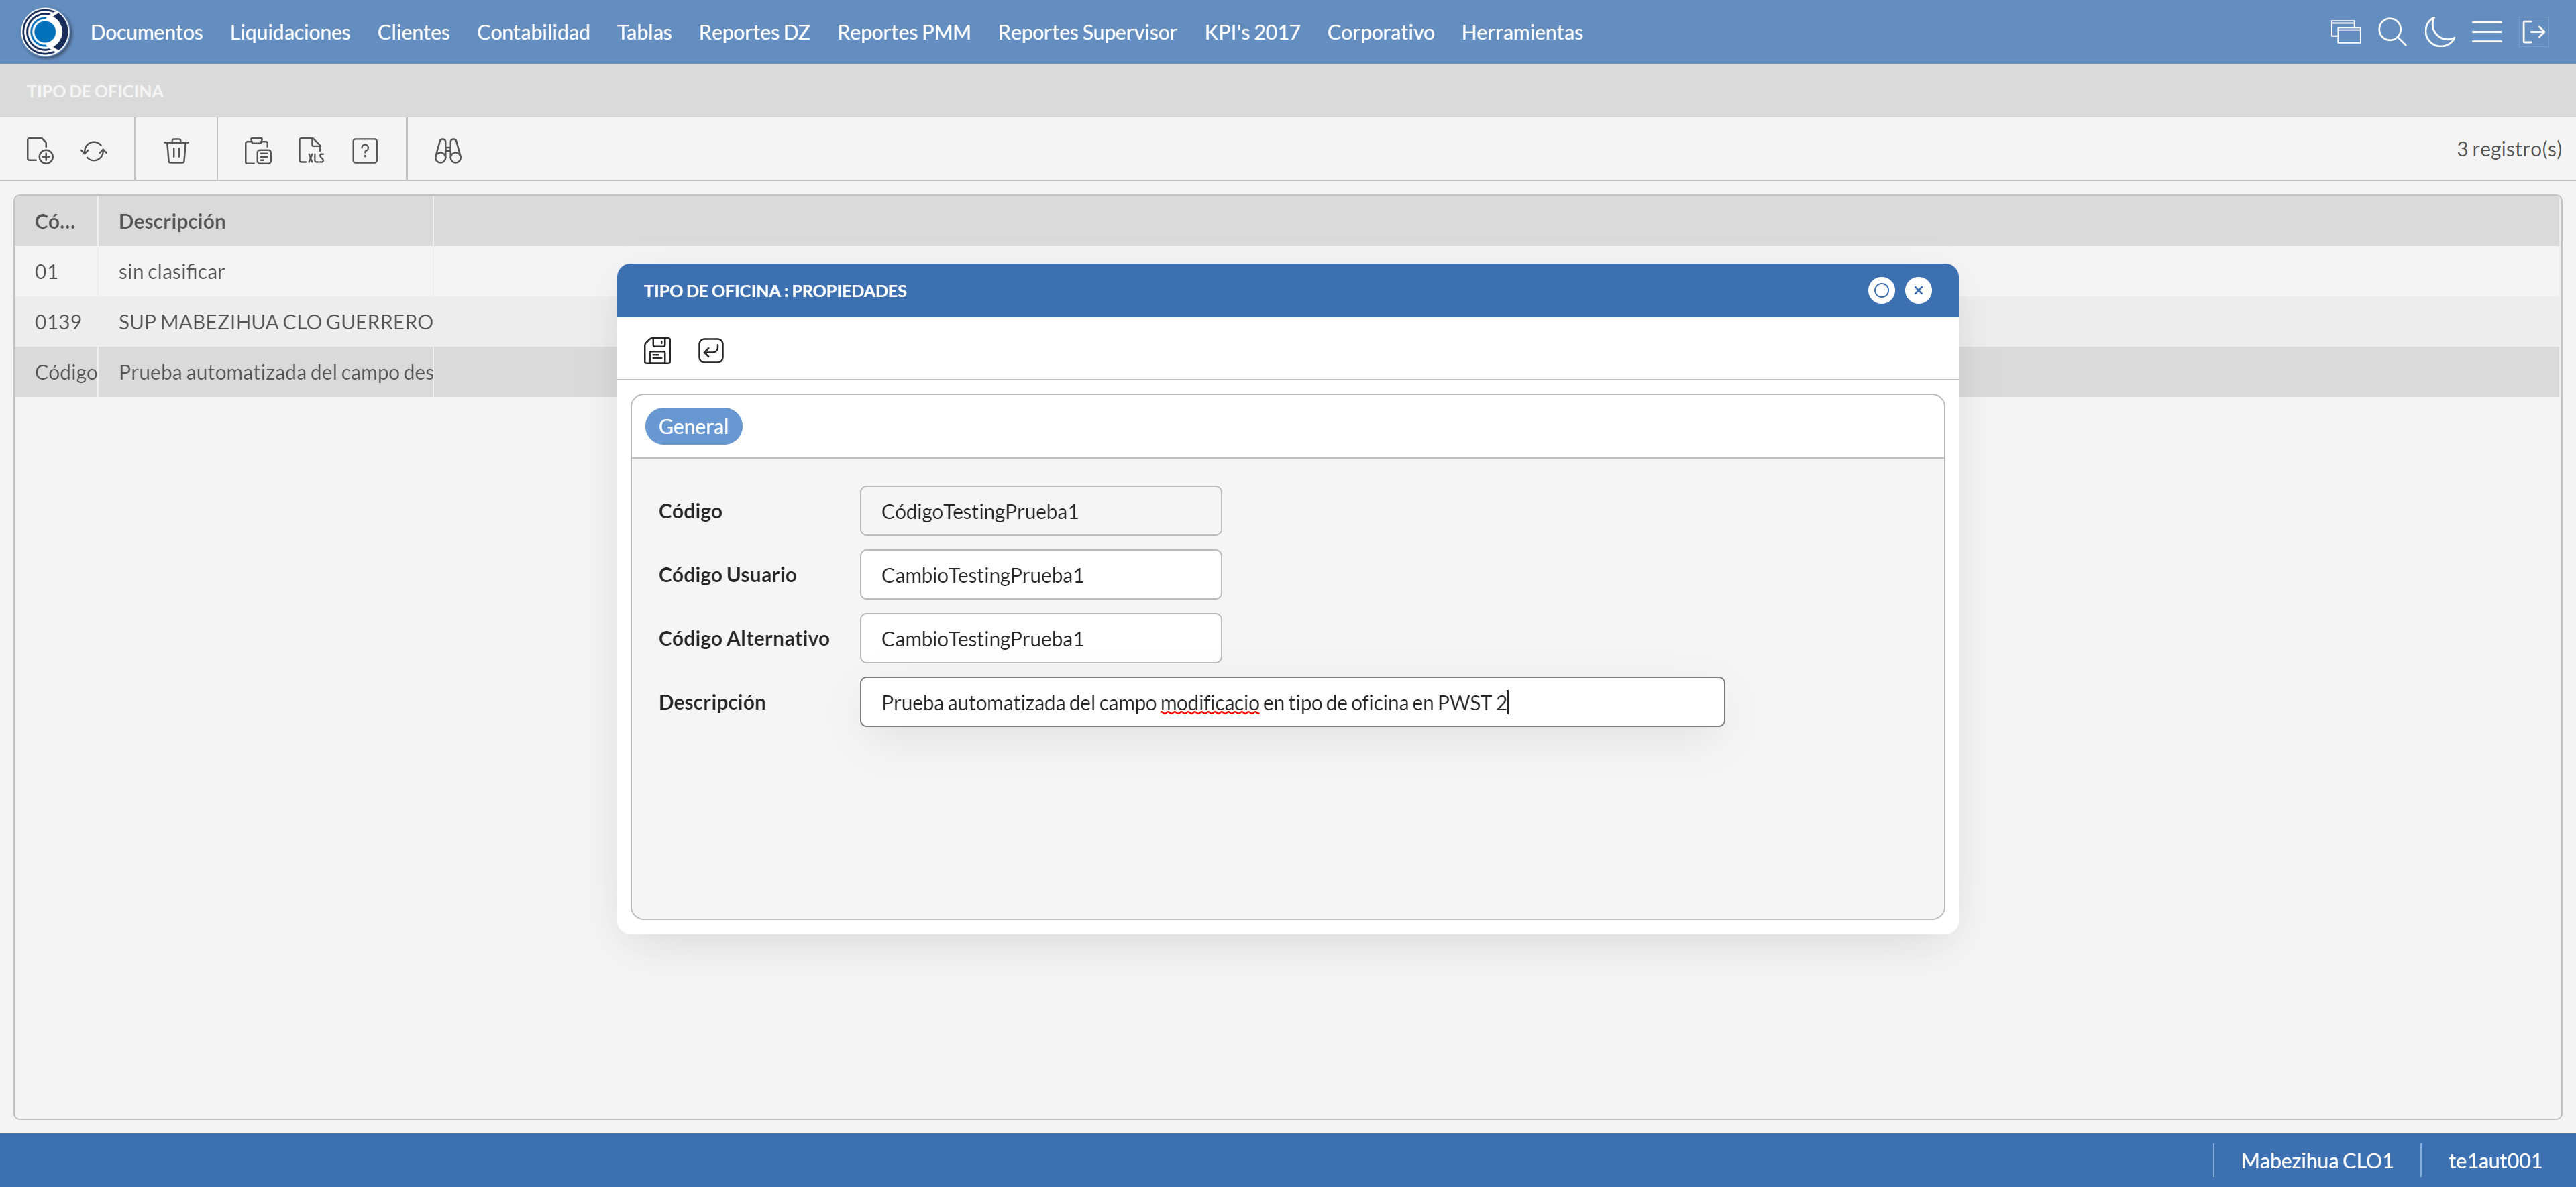 Documentos Liquidaciones Clientes Contabilidad Tablas Reportes DZ Reportes PMM Reportes Supervisor KPI's 2017 Corporativo Herramientas
TIPO DE OFICINA
XLS ? 3 registro(s)
Có... Descripción
01 sin clasificar
0139 SUP MABEZIHUA CLO GUERRERO
Código Prueba automatizada del campo des
TIPO DE OFICINA : PROPIEDADES
General
Código CódigoTestingPrueba1
Código Usuario CambioTestingPrueba1
Código Alternativo CambioTestingPrueba1
Descripción Prueba automatizada del campo modificacio en tipo de oficina en PWST 2
Mabezihua CLO1 te1aut001